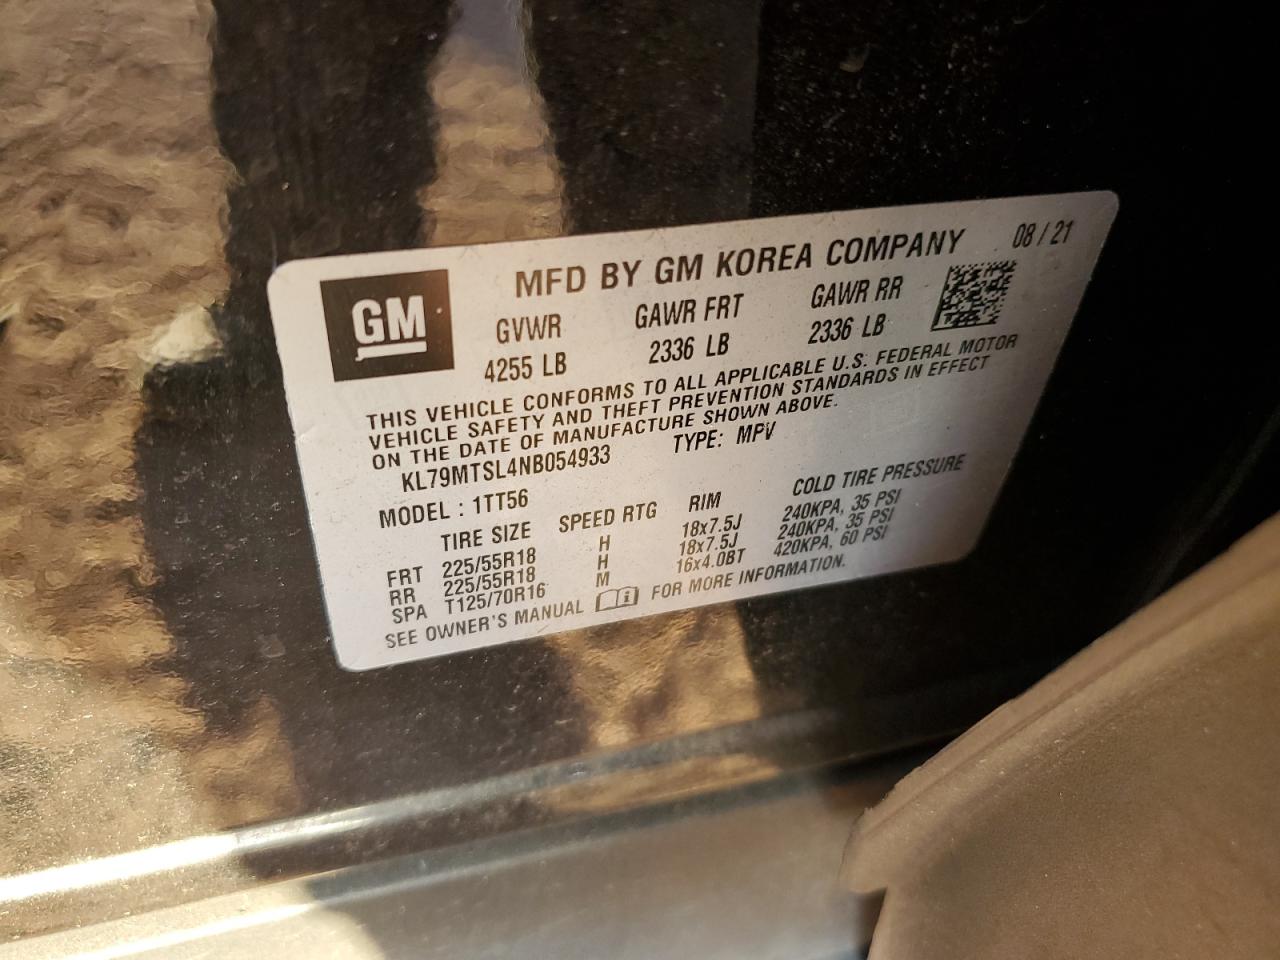 MFD BY GM KOREA COMPANY 08 / 21
GM
GVWR GAWR FRT GAWR RR
4255 LB 2336 LB 2336 LB
THIS VEHICLE CONFORMS TO ALL APPLICABLE U.S. FEDERAL MOTOR
VEHICLE SAFETY AND THEFT PREVENTION STANDARDS IN EFFECT
ON THE DATE OF MANUFACTURE SHOWN ABOVE.
KL79MTSL4NB054933 TYPE: MPV
MODEL : 1TT56
TIRE SIZE SPEED RTG RIM COLD TIRE PRESSURE
FRT 225/55R18 H 18x7.5J 240KPA, 35 PSI
RR 225/55R18 H 18x7.5J 240KPA, 35 PSI
SPA T125/70R16 M 16x4.0BT 420KPA, 60 PSI
SEE OWNER'S MANUAL FOR MORE INFORMATION.